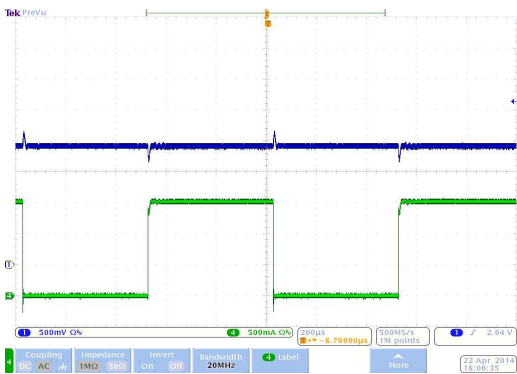 Tek PreVu
T
1
4
1 500mV Ω 4 500mA Ω 200µs 500MS/s 1 2.64 V
T -8.76000µs 1M points
Coupling Impedance Invert Bandwidth 4 Label
4 DC AC 1MΩ 50Ω On Off 20MHz More
22 Apr 2014
18:00:35